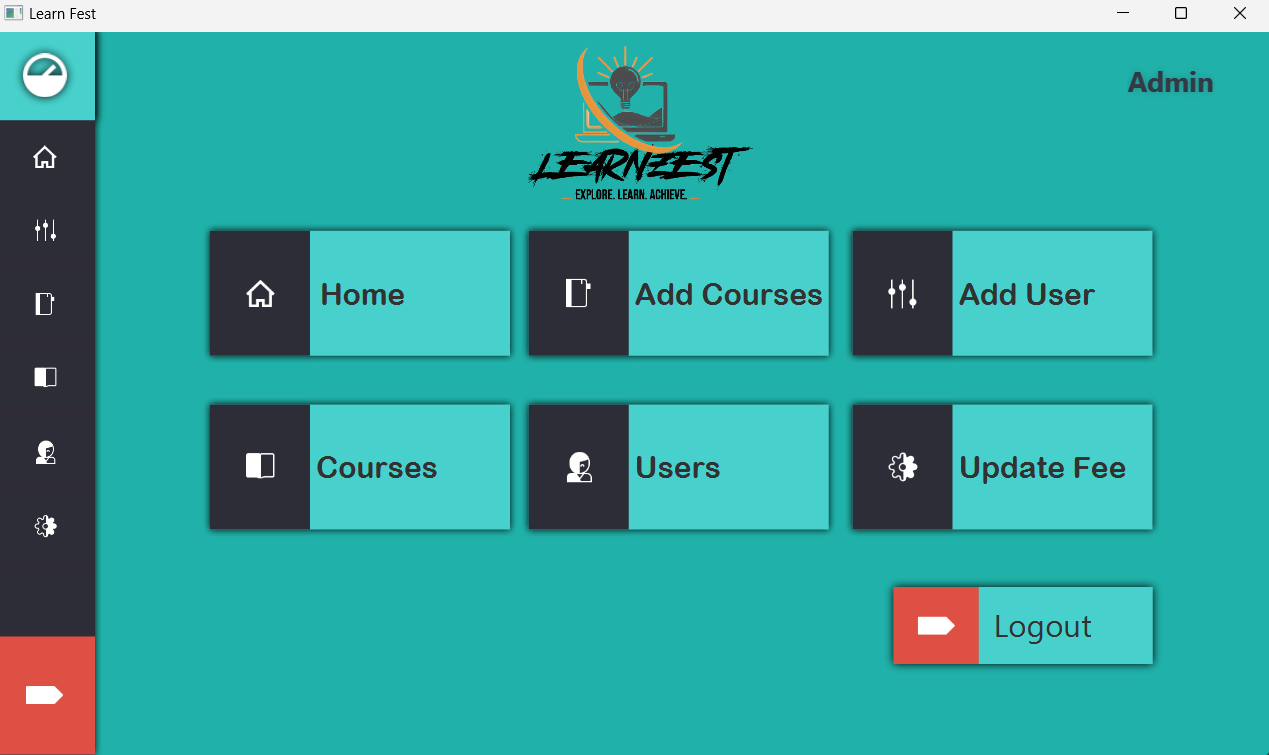 Learn Fest
Admin
LEARNZEST
EXPLORE. LEARN. ACHIEVE.
Home
Add Courses
Add User
Courses
Users
Update Fee
Logout